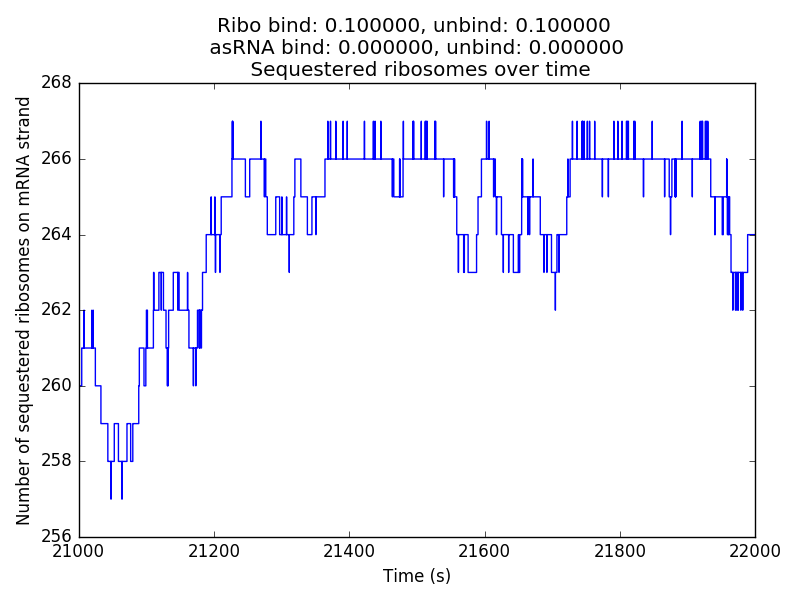 Ribo bind: 0.100000, unbind: 0.100000
asRNA bind: 0.000000, unbind: 0.000000
Sequestered ribosomes over time
Number of sequestered ribosomes on mRNA strand
268
266
264
262
260
258
256
21000 21200 21400 21600 21800 22000
Time (s)